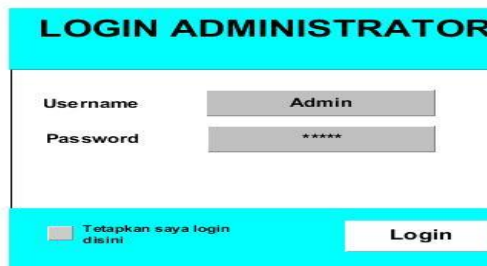 LOGIN ADMINISTRATOR
Username Admin
Password *****
Tetapkan saya login
disini
Login